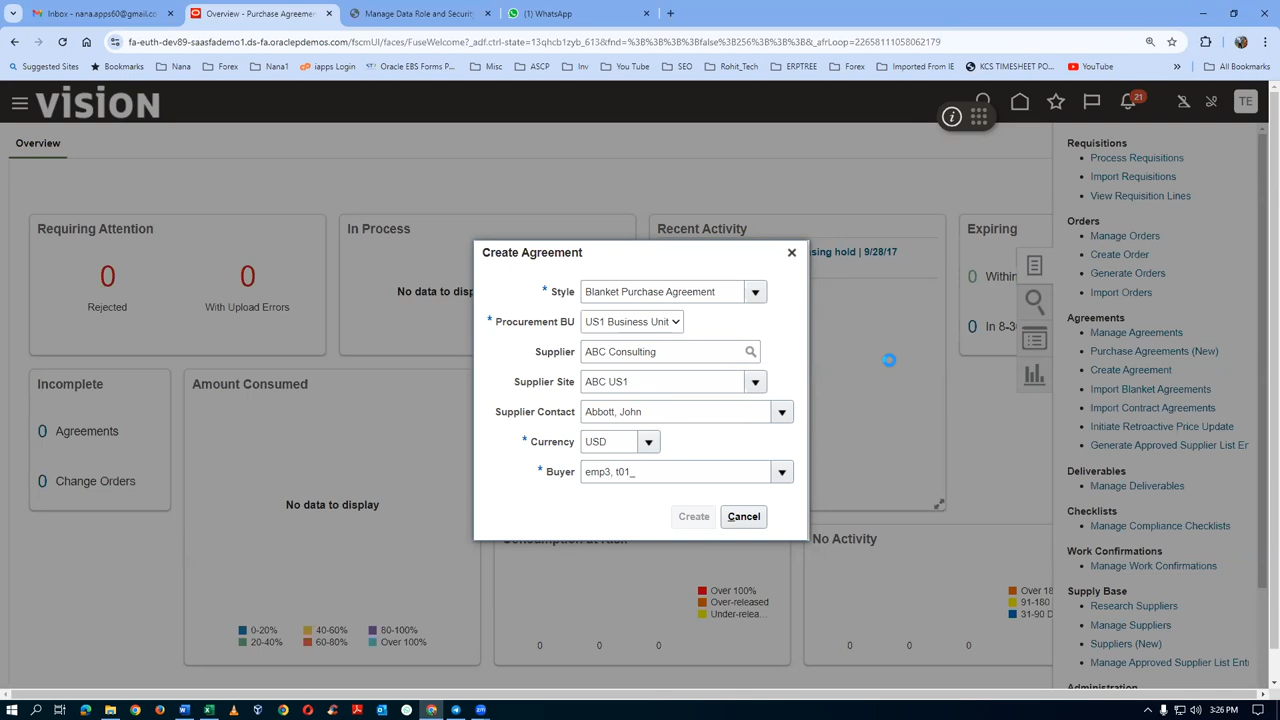 Inbox - nana.apps60@gmail.co
Overview - Purchase Agreemen
Manage Data Role and Security
(1) WhatsApp
fa-euth-dev89-saasfademo1.ds-fa.oraclepdemos.com/fscmUI/faces/FuseWelcome?_adf.ctrl-state=13qhcb1zyb_613&fnd=%3B%3B%3B%3Bfalse%3B256%3B%3B%3B&_afrLoop=22658111058062179
Suggested Sites
Nana
Forex
Nana1
iapps Login
Oracle EBS Forms P...
Misc
ASCP
Inv
You Tube
SEO
Rohit_Tech
ERPTREE
Forex
Imported From IE
KCS TIMESHEET PO...
YouTube
All Bookmarks
VISION
21
TE
Overview
Requiring Attention
0
0
Rejected
With Upload Errors
In Process
No data to disp
Recent Activity
sing hold | 9/28/17
Expiring
0 Within
0 In 8-3
Incomplete
0 Agreements
0 Change Orders
Amount Consumed
No data to display
0-20%
40-60%
80-100%
20-40%
60-80%
Over 100%
Consumption at Risk
Over 100%
Over-released
Under-relea...
0
0
0
No Activity
Over 18
91-180
31-90 D
0
0
0
Create Agreement
* Style Blanket Purchase Agreement
* Procurement BU US1 Business Unit
Supplier ABC Consulting
Supplier Site ABC US1
Supplier Contact Abbott, John
* Currency USD
* Buyer emp3, t01_
Create
Cancel
Requisitions
Process Requisitions
Import Requisitions
View Requisition Lines
Orders
Manage Orders
Create Order
Generate Orders
Import Orders
Agreements
Manage Agreements
Purchase Agreements (New)
Create Agreement
Import Blanket Agreements
Import Contract Agreements
Initiate Retroactive Price Update
Generate Approved Supplier List En
Deliverables
Manage Deliverables
Checklists
Manage Compliance Checklists
Work Confirmations
Manage Work Confirmations
Supply Base
Research Suppliers
Manage Suppliers
Suppliers (New)
Manage Approved Supplier List Entr
Administration
3:26 PM